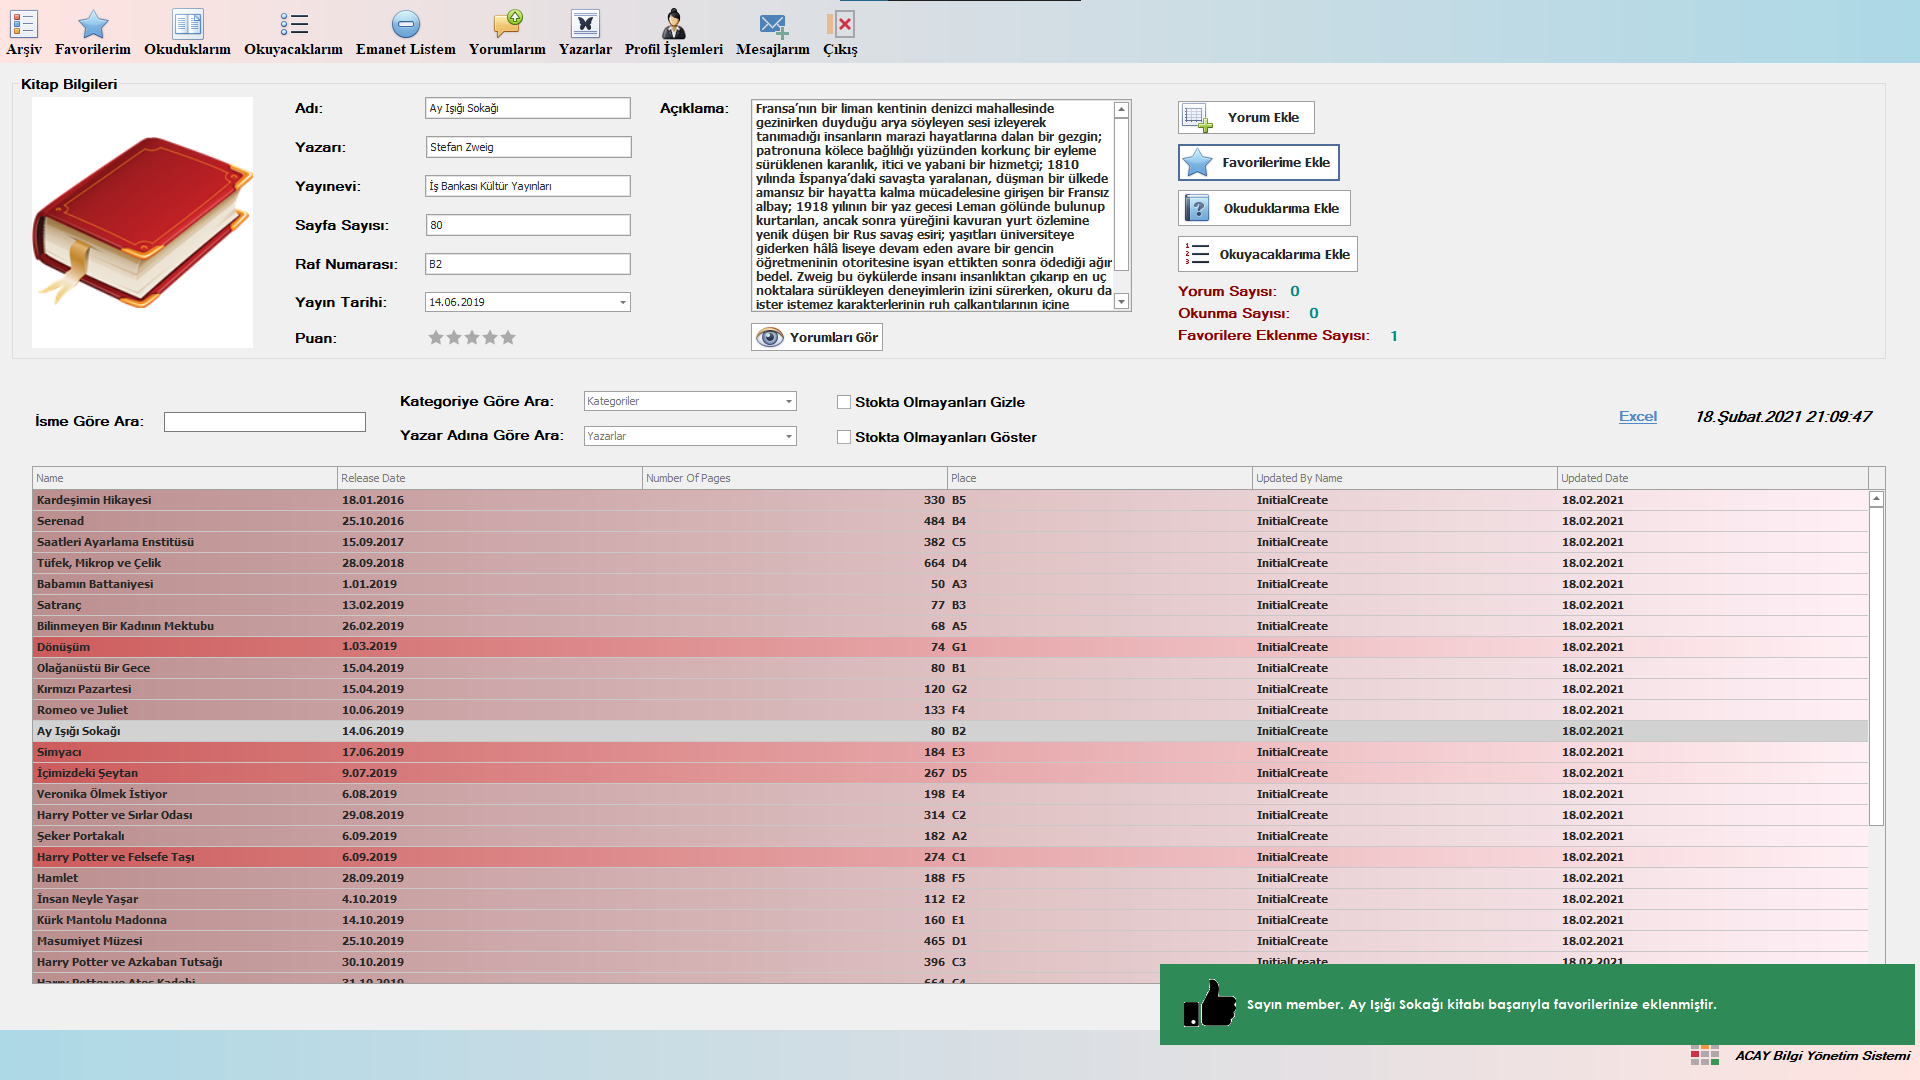 Arşiv Favorilerim Okuduklarım Okuyacaklarım Emanet Listem Yorumlarım Yazarlar Profil İşlemleri Mesajlarım Çıkış
Kitap Bilgileri
Adı: Ay Işığı Sokağı
Yazarı: Stefan Zweig
Yayınevi: İş Bankası Kültür Yayınları
Sayfa Sayısı: 80
Raf Numarası: B2
Yayın Tarihi: 14.06.2019
Puan:
Açıklama:
Fransa’nın bir liman kentinin denizci mahallesinde
gezinirken duyduğu arya söyleyen sesi izleyerek
tanımadığı insanların marazi hayatlarına dalan bir gezgin;
patronuna kölece bağlılığı yüzünden korkunç bir eyleme
sürüklenen karanlık, itici ve yabani bir hizmetçi; 1810
yılında İspanya’daki savaşta yaralanan, düşman bir ülkede
amansız bir hayatta kalma mücadelesine girişen bir Fransız
albay; 1918 yılının bir yaz gecesi Leman gölünde bulunup
kurtarılan, ancak sonra yüreğini kavuran yurt özlemine
yenik düşen bir Rus savaş esiri; yaşıtları üniversiteye
giderken hâlâ liseye devam eden avare bir gencin
öğretmeninin otoritesine isyan ettikten sonra ödediği ağır
bedel. Zweig bu öykülerde insanı insanlıktan çıkarıp en uç
noktalara sürükleyen deneyimlerin izini sürerken, okuru da
ister istemez karakterlerinin ruh çalkantılarının içine
Yorumları Gör
Yorum Ekle
Favorilerime Ekle
Okuduklarıma Ekle
Okuyacaklarıma Ekle
Yorum Sayısı: 0
Okunma Sayısı: 0
Favorilere Eklenme Sayısı: 1
İsme Göre Ara:
Kategoriye Göre Ara: Kategoriler
Yazar Adına Göre Ara: Yazarlar
Stokta Olmayanları Gizle
Stokta Olmayanları Göster
Excel 18.Şubat.2021 21:09:47
Name Release Date Number Of Pages Place Updated By Name Updated Date
Kardeşimin Hikayesi 18.01.2016 330 B5 InitialCreate 18.02.2021
Serenad 25.10.2016 484 B4 InitialCreate 18.02.2021
Saatleri Ayarlama Enstitüsü 15.09.2017 382 C5 InitialCreate 18.02.2021
Tüfek, Mikrop ve Çelik 28.09.2018 664 D4 InitialCreate 18.02.2021
Babamın Battaniyesi 1.01.2019 50 A3 InitialCreate 18.02.2021
Satranç 13.02.2019 77 B3 InitialCreate 18.02.2021
Bilinmeyen Bir Kadının Mektubu 26.02.2019 68 A5 InitialCreate 18.02.2021
Dönüşüm 1.03.2019 74 G1 InitialCreate 18.02.2021
Olağanüstü Bir Gece 15.04.2019 80 B1 InitialCreate 18.02.2021
Kırmızı Pazartesi 15.04.2019 120 G2 InitialCreate 18.02.2021
Romeo ve Juliet 10.06.2019 133 F4 InitialCreate 18.02.2021
Ay Işığı Sokağı 14.06.2019 80 B2 InitialCreate 18.02.2021
Simyacı 17.06.2019 184 E3 InitialCreate 18.02.2021
İçimizdeki Şeytan 9.07.2019 267 D5 InitialCreate 18.02.2021
Veronika Ölmek İstiyor 6.08.2019 198 E4 InitialCreate 18.02.2021
Harry Potter ve Sırlar Odası 29.08.2019 314 C2 InitialCreate 18.02.2021
Şeker Portakalı 6.09.2019 182 A2 InitialCreate 18.02.2021
Harry Potter ve Felsefe Taşı 6.09.2019 274 C1 InitialCreate 18.02.2021
Hamlet 28.09.2019 188 F5 InitialCreate 18.02.2021
İnsan Neyle Yaşar 4.10.2019 112 E2 InitialCreate 18.02.2021
Kürk Mantolu Madonna 14.10.2019 160 E1 InitialCreate 18.02.2021
Masumiyet Müzesi 25.10.2019 465 D1 InitialCreate 18.02.2021
Harry Potter ve Azkaban Tutsağı 30.10.2019 396 C3 InitialCreate 18.02.2021
Harry Potter ve Ateş Kadehi 31.10.2019 664 C4
Sayın member. Ay Işığı Sokağı kitabı başarıyla favorilerinize eklenmiştir.
ACAY Bilgi Yönetim Sistemi